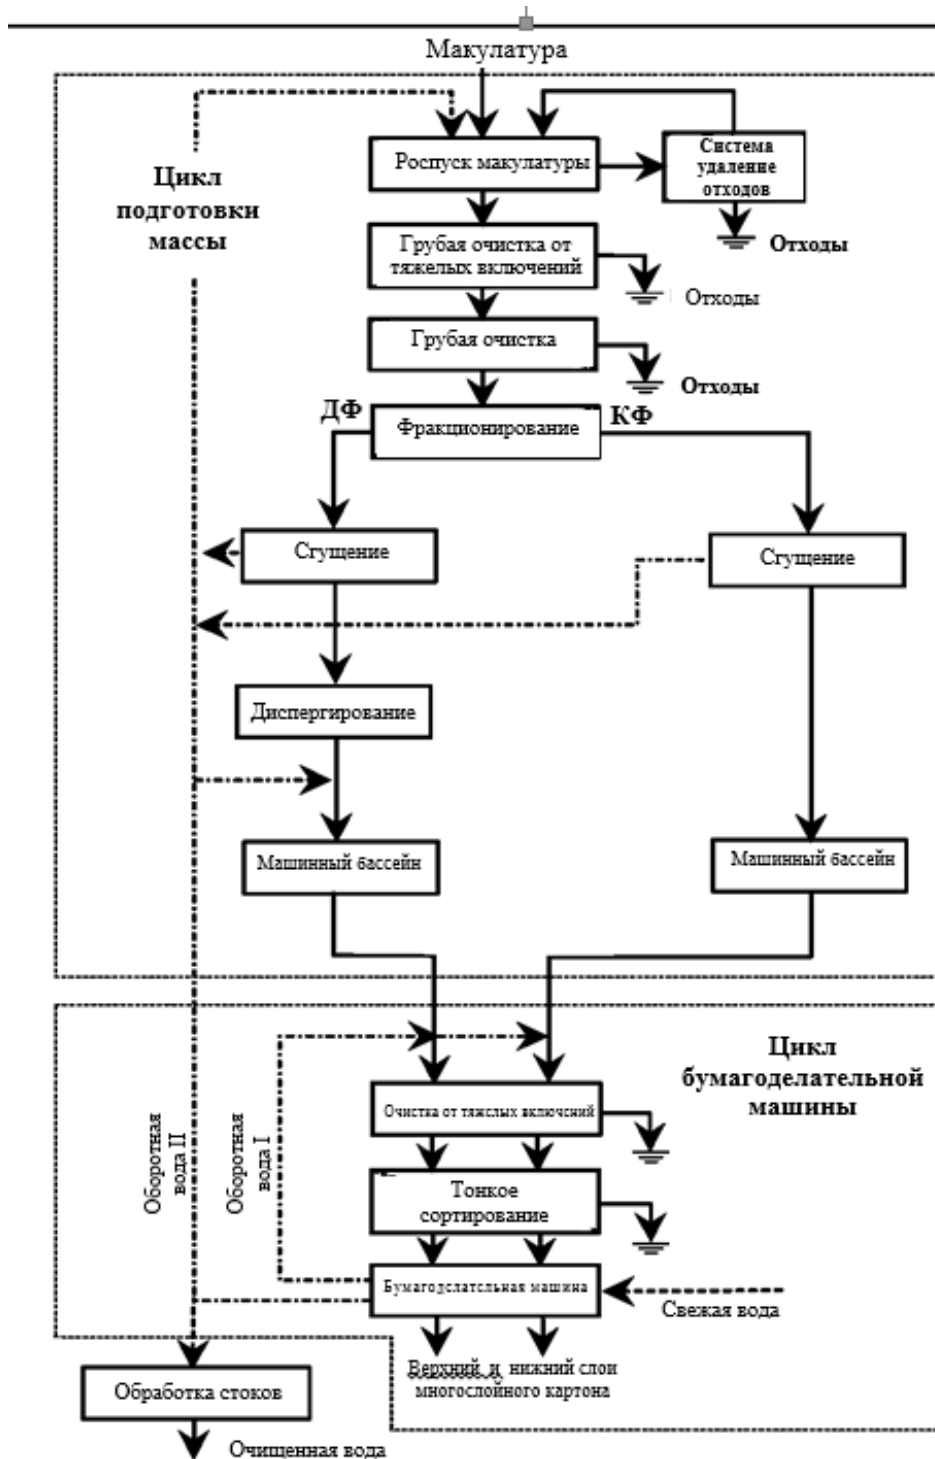 Макулатура
Роспуск макулатуры
Система
удаление
отходов
Цикл
подготовки
массы
Отходы
Грубая очистка от
тяжелых включений
Отходы
Грубая очистка
Отходы
ДФ
КФ
Фракционирование
Сгущение
Сгущение
Диспергирование
Машинный бассейн
Машинный бассейн
Цикл
бумагоделательной
машины
Очистка от тяжелых включений
Оборотная
вода II
Оборотная
вода I
Тонкое
сортирование
Бумагоделательная машина
Свежая вода
Верхний и нижний слои
многослойного картона
Обработка стоков
Очищенная вода